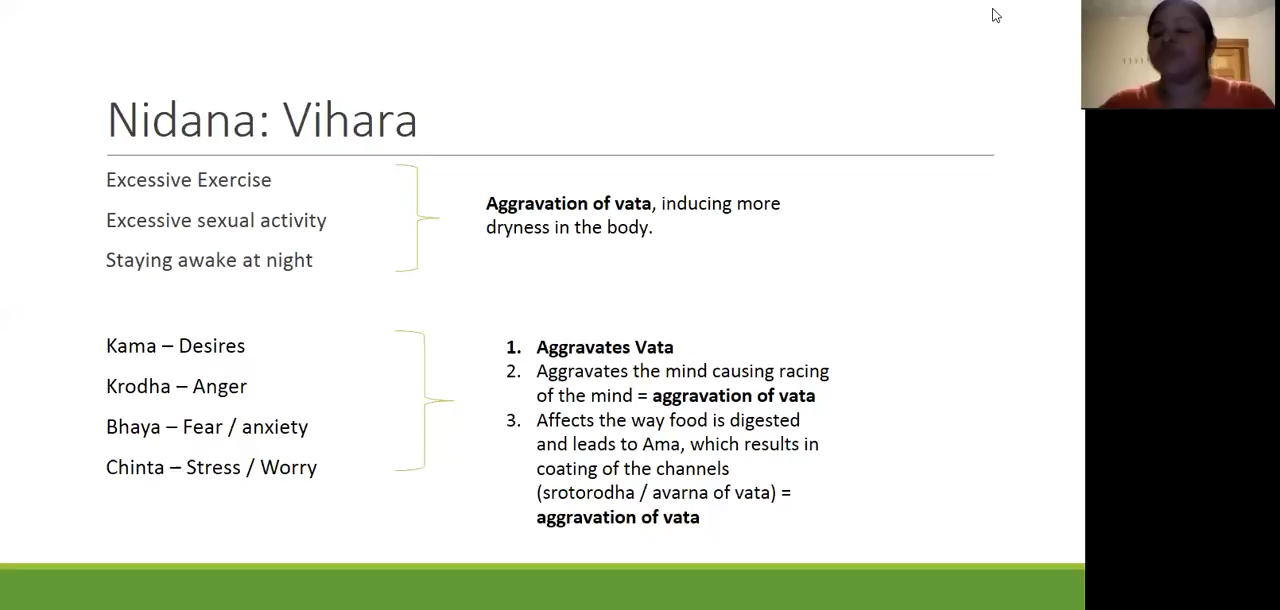 Nidana: Vihara
Excessive Exercise
Excessive sexual activity
Staying awake at night
Aggravation of vata, inducing more
dryness in the body.
Kama – Desires
Krodha – Anger
Bhaya – Fear / anxiety
Chinta – Stress / Worry
1. Aggravates Vata
2. Aggravates the mind causing racing
of the mind = aggravation of vata
3. Affects the way food is digested
and leads to Ama, which results in
coating of the channels
(srotorodha / avarna of vata) =
aggravation of vata